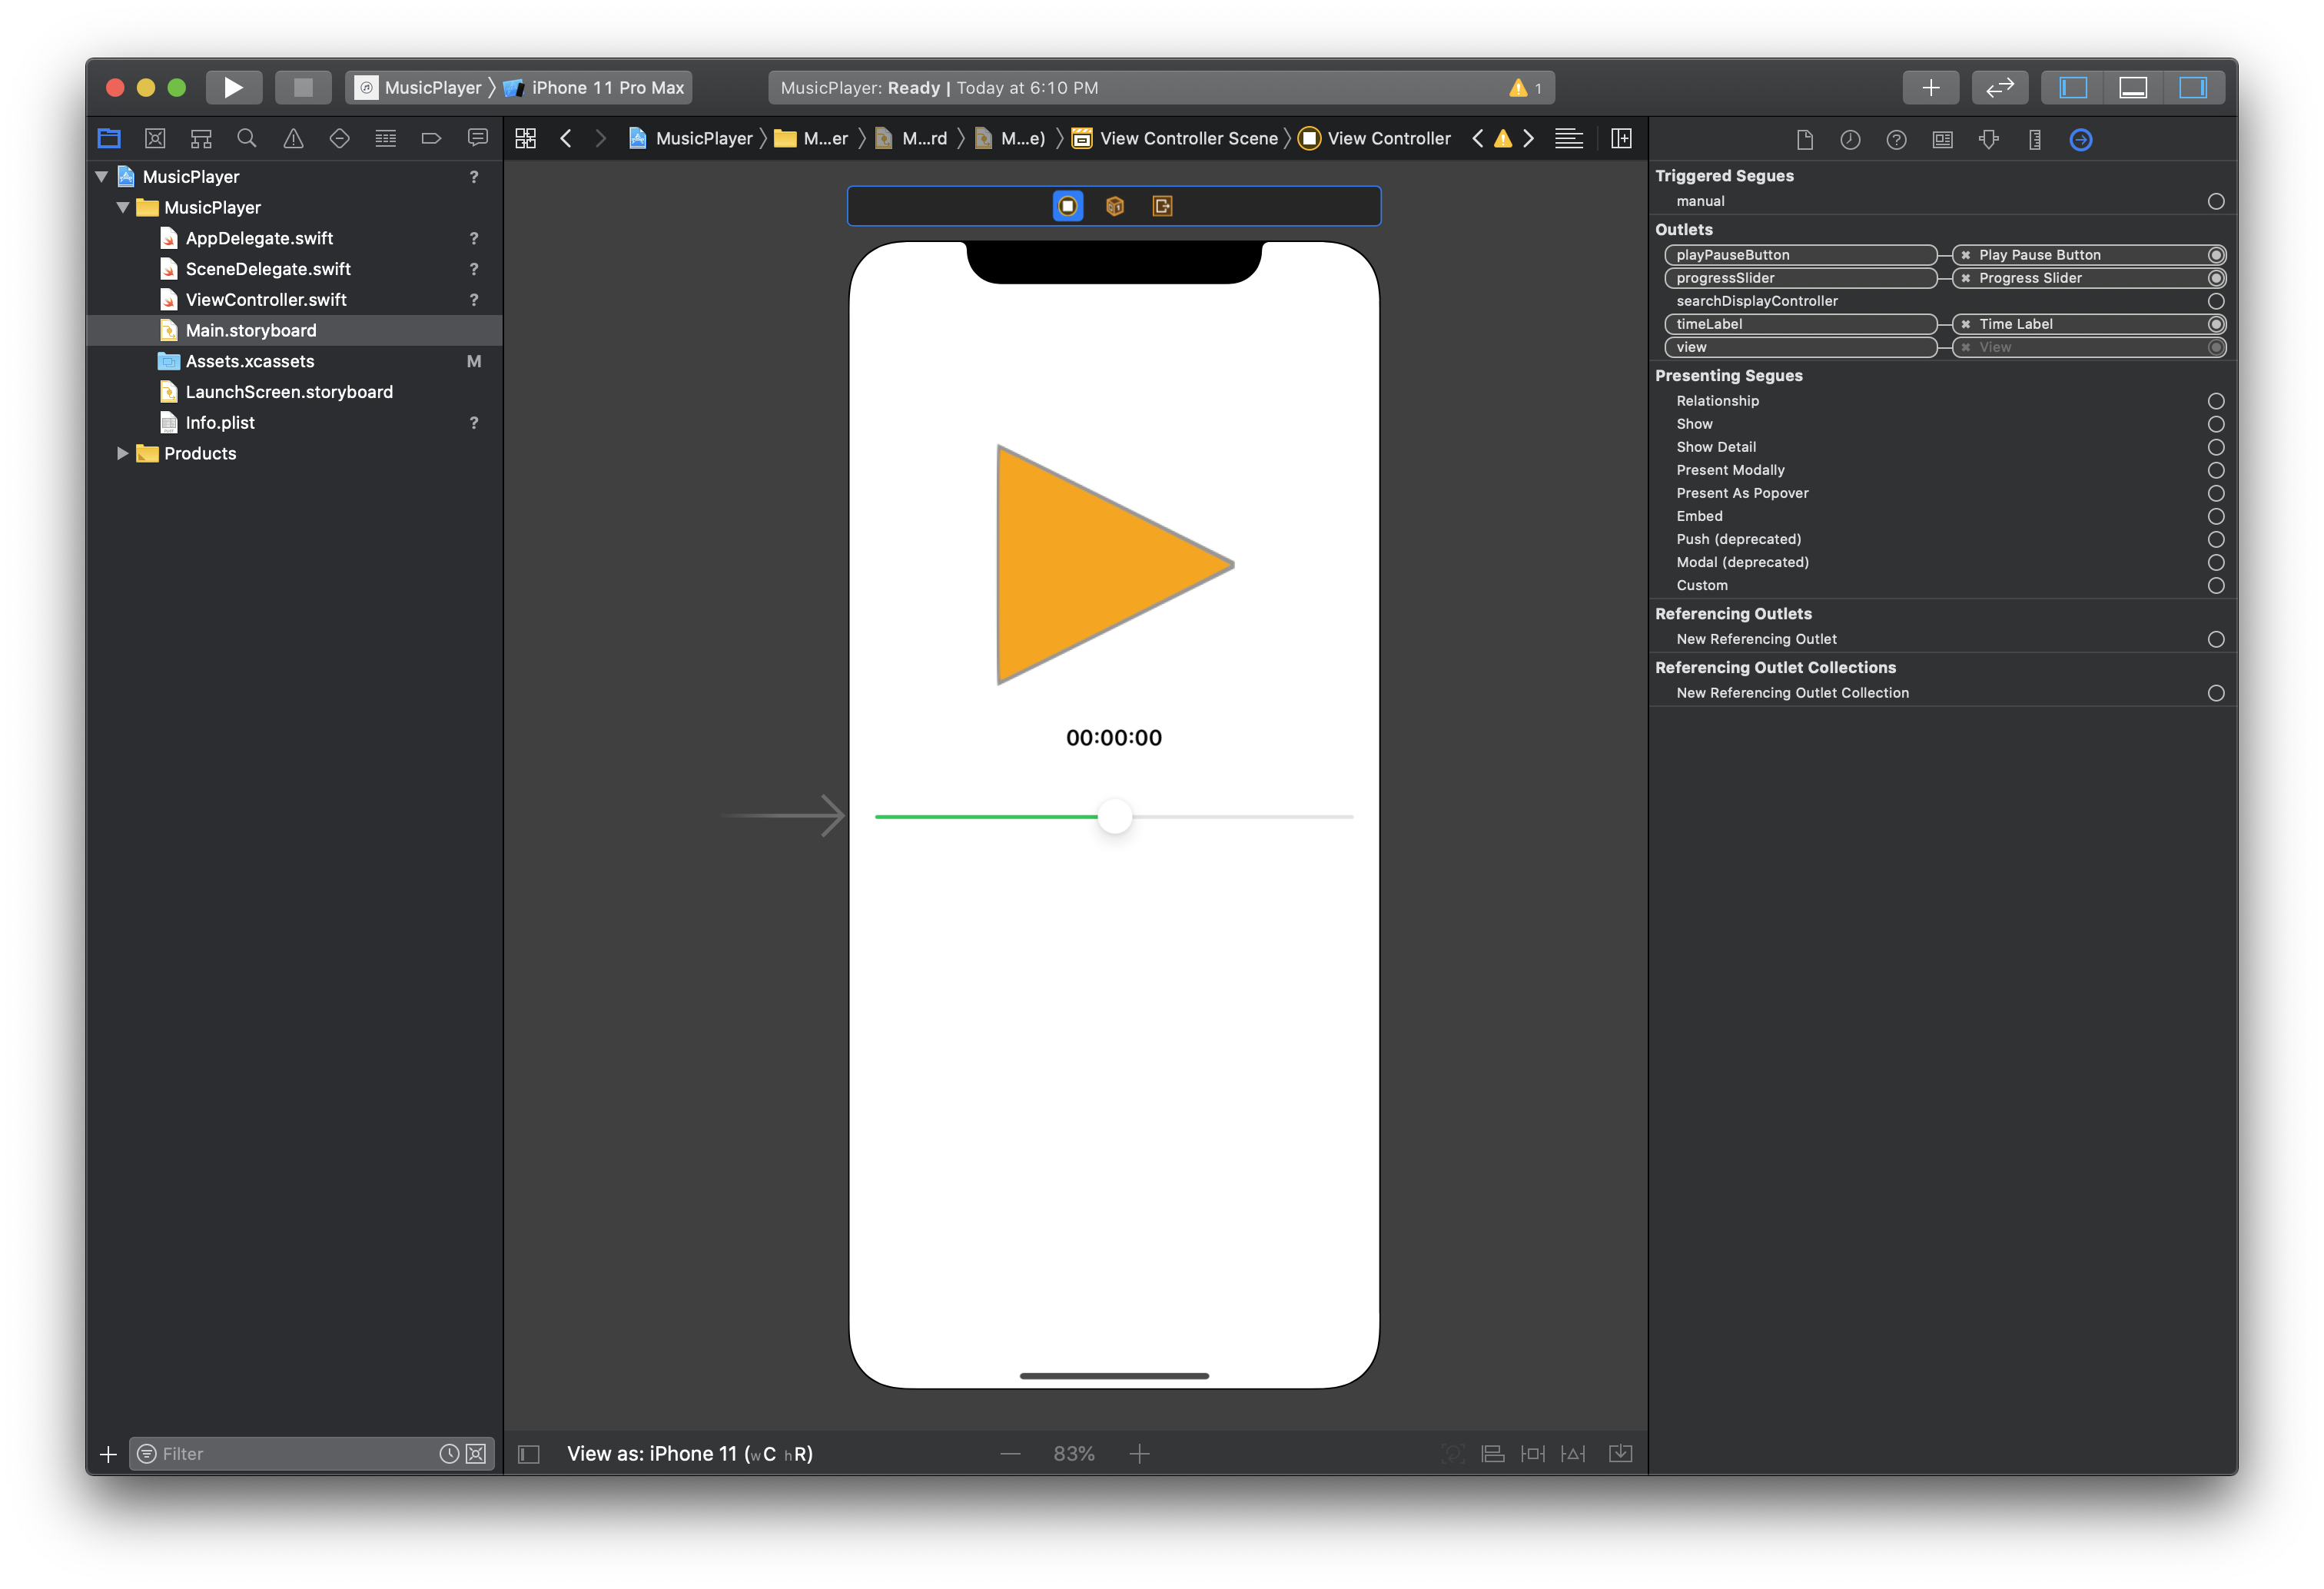 MusicPlayer iPhone 11 Pro Max
MusicPlayer: Ready | Today at 6:10 PM 1
MusicPlayer M...er M...rd M...e) View Controller Scene View Controller
MusicPlayer ?
MusicPlayer
AppDelegate.swift ?
SceneDelegate.swift ?
ViewController.swift ?
Main.storyboard
Assets.xcassets M
LaunchScreen.storyboard
Info.plist ?
Products
Filter
00:00:00
View as: iPhone 11 (wC hR)
83%
Triggered Segues
manual
Outlets
playPauseButton Play Pause Button
progressSlider Progress Slider
searchDisplayController
timeLabel Time Label
view View
Presenting Segues
Relationship
Show
Show Detail
Present Modally
Present As Popover
Embed
Push (deprecated)
Modal (deprecated)
Custom
Referencing Outlets
New Referencing Outlet
Referencing Outlet Collections
New Referencing Outlet Collection